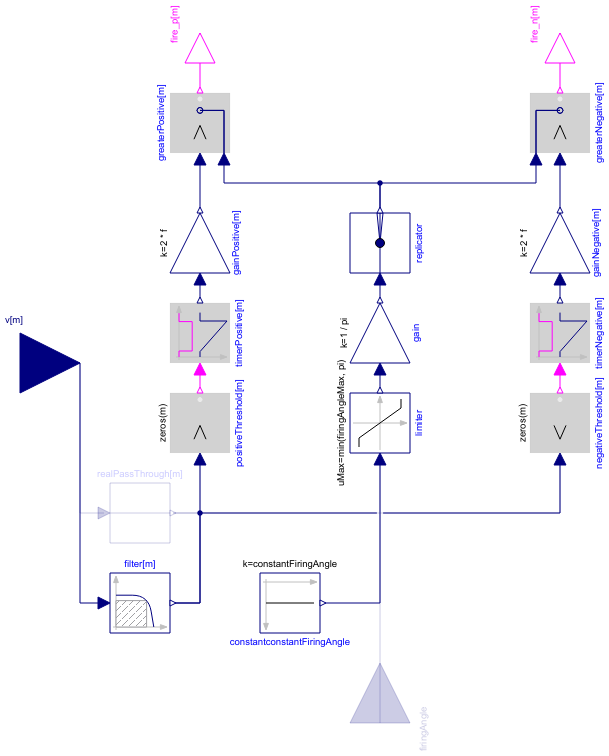 fire_p[m]
fire_n[m]
greaterPositive[m]
greaterNegative[m]
k=2 * f
gainPositive[m]
replicator
k=2 * f
gainNegative[m]
v[m]
timerPositive[m]
k=1 / pi
gain
timerNegative[m]
zeros(m)
positiveThreshold[m]
uMax=min(firingAngleMax, pi)
limiter
zeros(m)
negativeThreshold[m]
realPassThrough[m]
filter[m]
k=constantFiringAngle
constantconstantFiringAngle
firingAngle